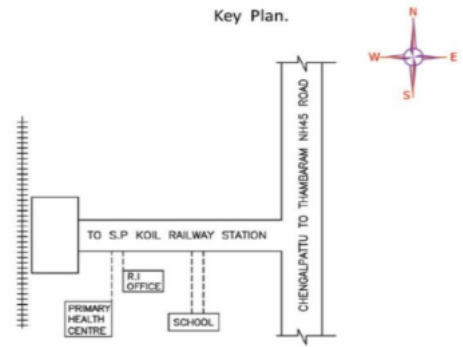 Key Plan.
N
W
E
S
CHENGALPATTU TO THAMBARAM NH45 ROAD
TO S.P KOIL RAILWAY STATION
R.I
OFFICE
PRIMARY
HEALTH
CENTRE
SCHOOL